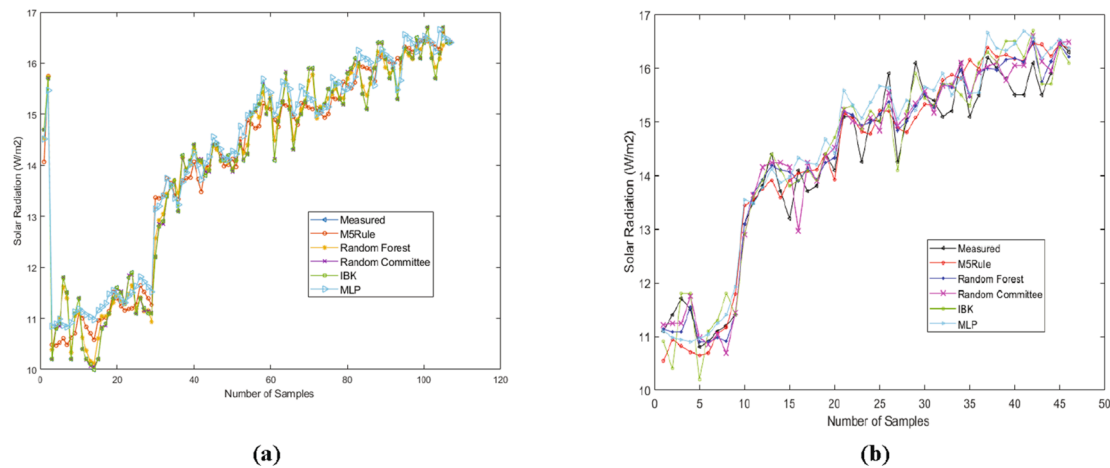 17
16
15
14
13
12
11
10
0
20
40
60
80
100
120
Solar Radiation (W/m2)
Number of Samples
Measured
M5Rule
Random Forest
Random Committee
IBK
MLP
(a)
17
16
15
14
13
12
11
10
0
5
10
15
20
25
30
35
40
45
50
Solar Radiation (W/m2)
Number of Samples
Measured
M5Rule
Random Forest
Random Committee
IBK
MLP
(b)